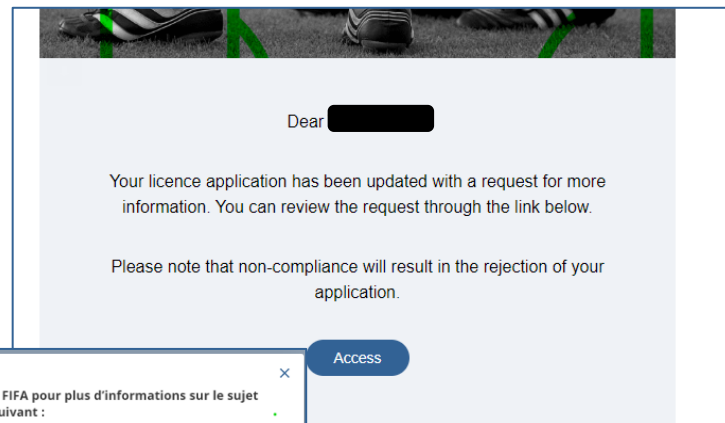 Dear
Your licence application has been updated with a request for more
information. You can review the request through the link below.
Please note that non-compliance will result in the rejection of your
application.
Access
×
FIFA pour plus d'informations sur le sujet
uivant :